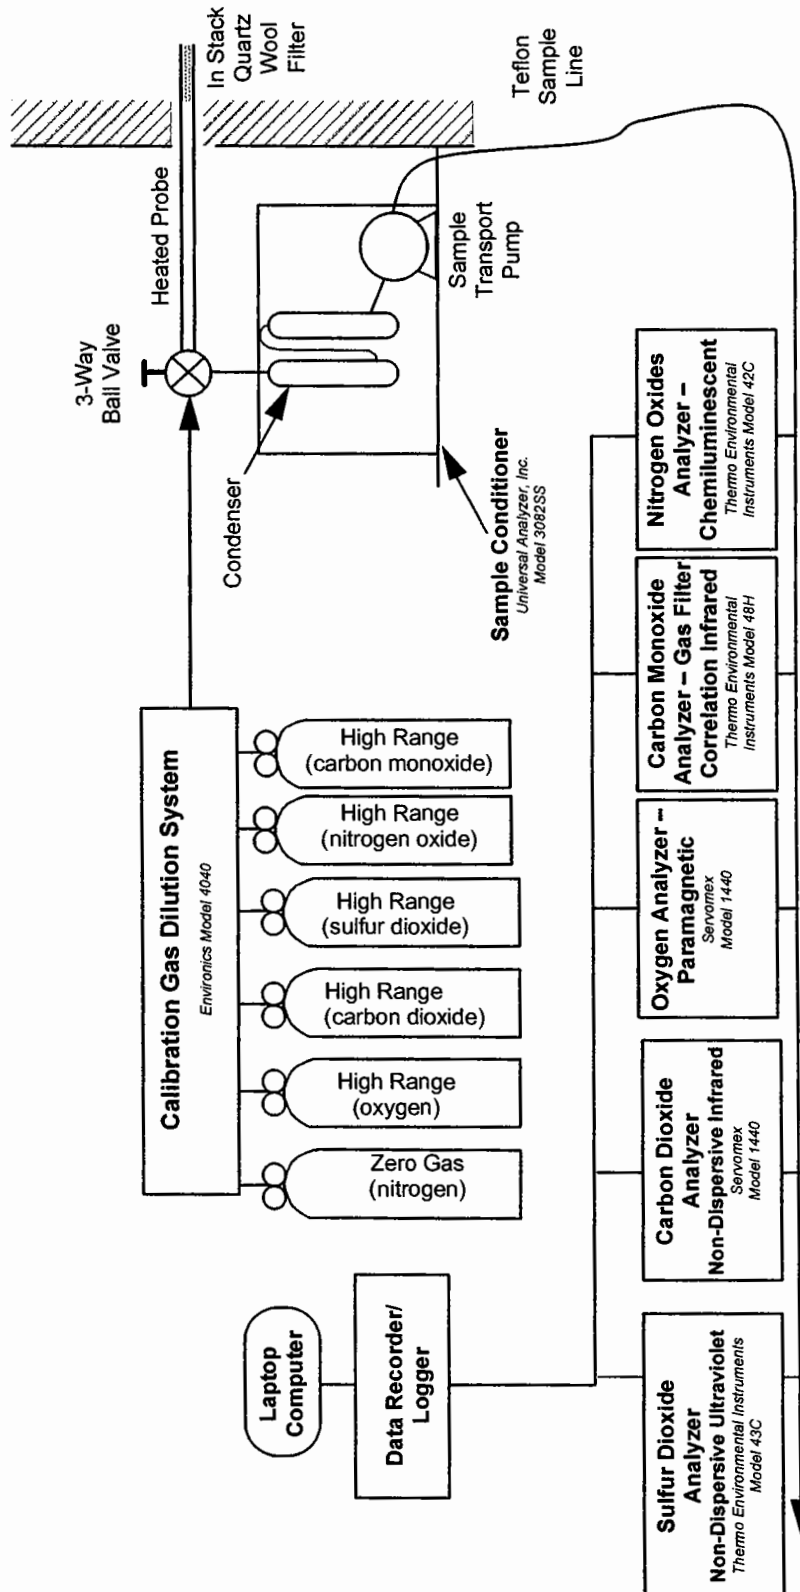 In Stack
Quartz
Wool
Filter
Heated Probe
3-Way
Ball Valve
Teflon
Sample
Line
Sample
Transport
Pump
Condenser
Sample Conditioner
Universal Analyzer, Inc.
Model 3082SS
Calibration Gas Dilution System
Environics Model 4040
High Range
(carbon monoxide)
High Range
(nitrogen oxide)
High Range
(sulfur dioxide)
High Range
(carbon dioxide)
High Range
(oxygen)
Zero Gas
(nitrogen)
Laptop
Computer
Data Recorder/
Logger
Nitrogen Oxides
Analyzer –
Chemiluminescent
Thermo Environmental
Instruments Model 42C
Carbon Monoxide
Analyzer – Gas Filter
Correlation Infrared
Thermo Environmental
Instruments Model 48H
Oxygen Analyzer –
Paramagnetic
Servomex
Model 1440
Carbon Dioxide
Analyzer
Non-Dispersive Infrared
Servomex
Model 1440
Sulfur Dioxide
Analyzer
Non-Dispersive Ultraviolet
Thermo Environmental Instruments
Model 43C